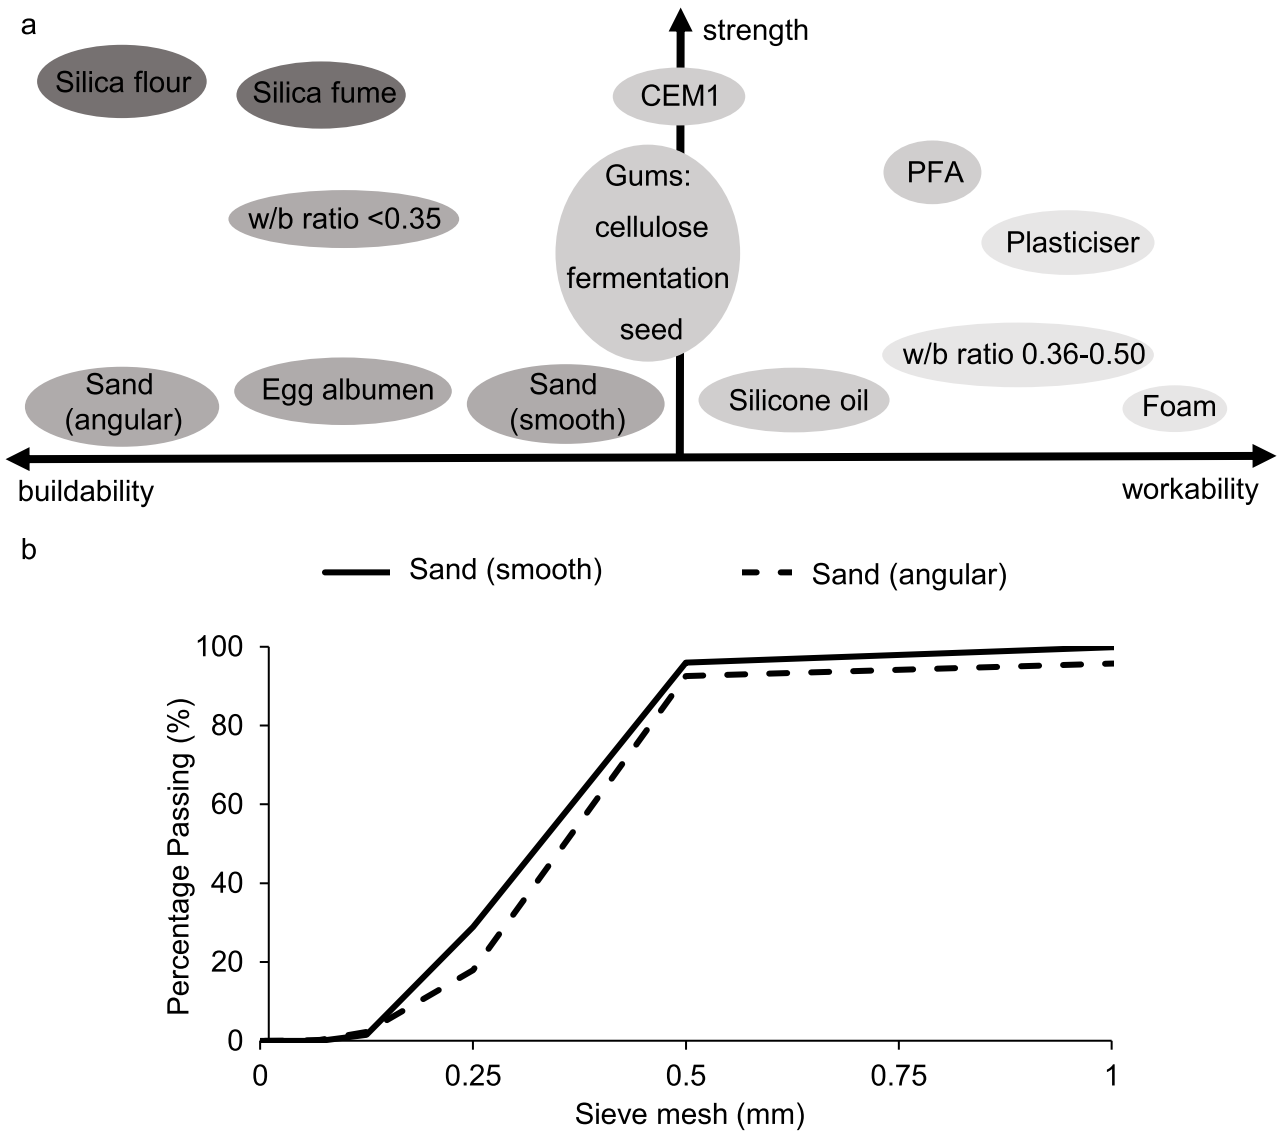 a
strength
Silica flour
Silica fume
CEM1
Gums:
cellulose
fermentation
seed
PFA
w/b ratio <0.35
Plasticiser
w/b ratio 0.36-0.50
Sand
(angular)
Egg albumen
Sand
(smooth)
Silicone oil
Foam
buildability
workability
b
Sand (smooth)
Sand (angular)
Percentage Passing (%)
100
80
60
40
20
0
0
0.25
0.5
0.75
1
Sieve mesh (mm)